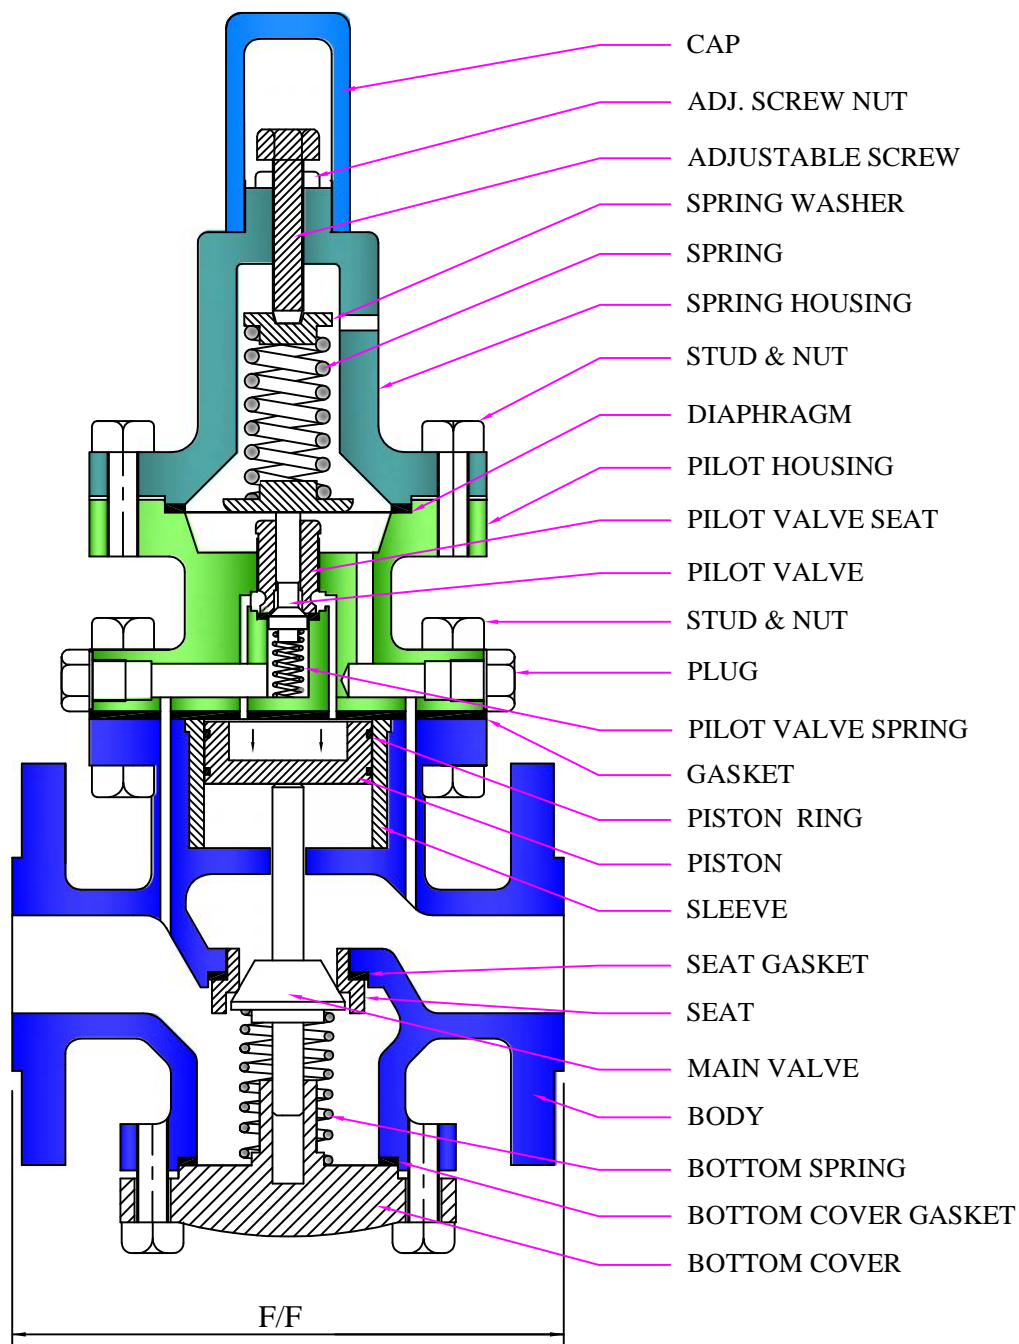 CAP
ADJ. SCREW NUT
ADJUSTABLE SCREW
SPRING WASHER
SPRING
SPRING HOUSING
STUD & NUT
DIAPHRAGM
PILOT HOUSING
PILOT VALVE SEAT
PILOT VALVE
STUD & NUT
PLUG
PILOT VALVE SPRING
GASKET
PISTON RING
PISTON
SLEEVE
SEAT GASKET
SEAT
MAIN VALVE
BODY
BOTTOM SPRING
BOTTOM COVER GASKET
BOTTOM COVER
F/F